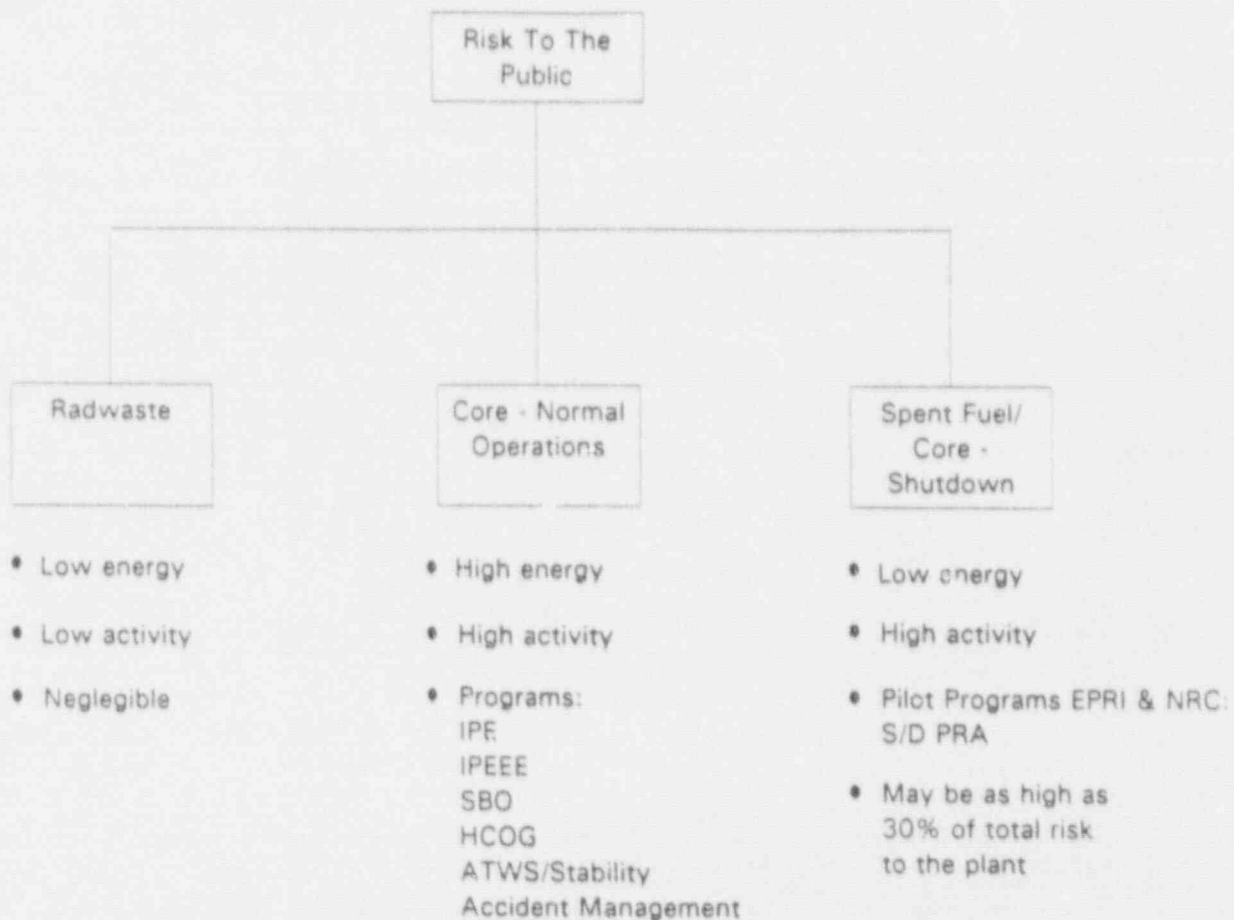 Risk To The
Public
Radwaste
Core - Normal
Operations
Spent Fuel/
Core -
Shutdown
• Low energy
• Low activity
• Neglegible
• High energy
• High activity
• Programs:
IPE
IPEEE
SBO
HCOG
ATWS/Stability
Accident Management
• Low energy
• High activity
• Pilot Programs EPRI & NRC:
S/D PRA
• May be as high as
30% of total risk
to the plant